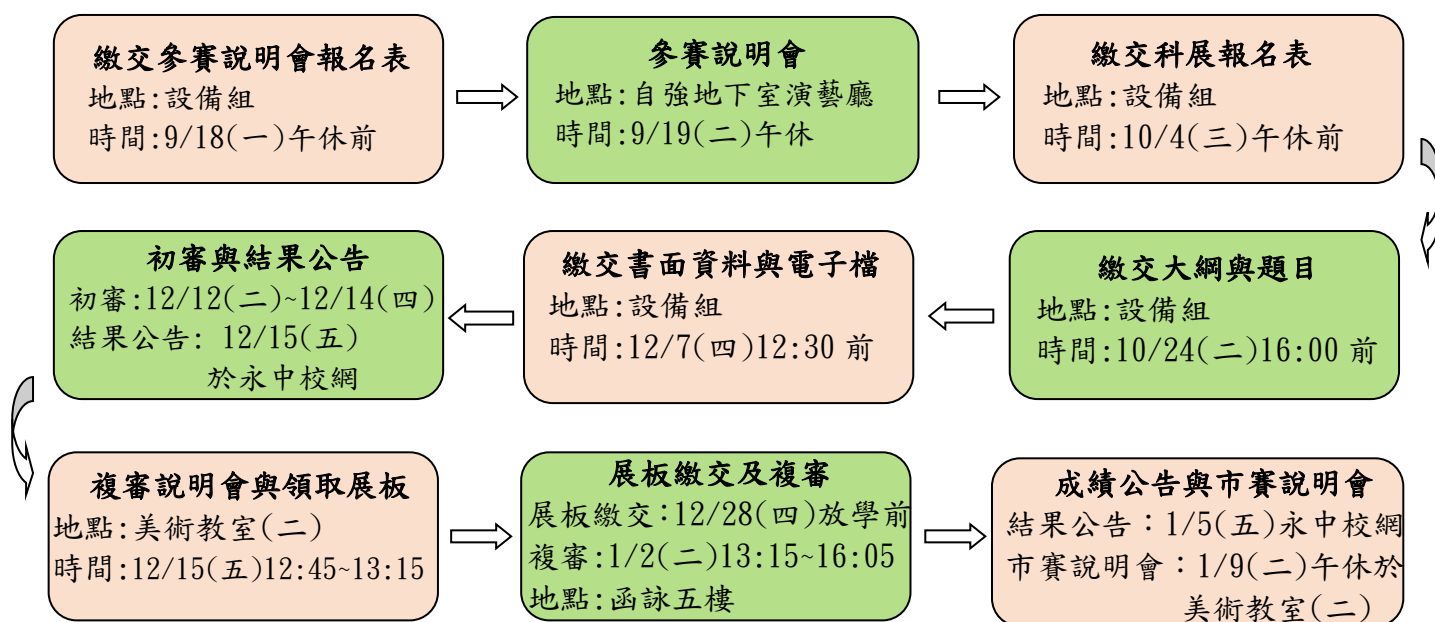 繳交參賽說明會報名表
地點:設備組
時間:9/18(一)午休前
參賽說明會
地點:自強地下室演藝廳
時間:9/19(二)午休
繳交科展報名表
地點:設備組
時間:10/4(三)午休前
繳交大綱與題目
地點:設備組
時間:10/24(二)16:00 前
繳交書面資料與電子檔
地點:設備組
時間:12/7(四)12:30 前
初審與結果公告
初審:12/12(二)~12/14(四)
結果公告: 12/15(五)
於永中校網
複審說明會與領取展板
地點:美術教室(二)
時間:12/15(五)12:45~13:15
展板繳交及複審
展板繳交:12/28(四)放學前
複審:1/2(二)13:15~16:05
地點:函詠五樓
成績公告與市賽說明會
結果公告：1/5(五)永中校網
市賽說明會：1/9(二)午休於
美術教室(二)